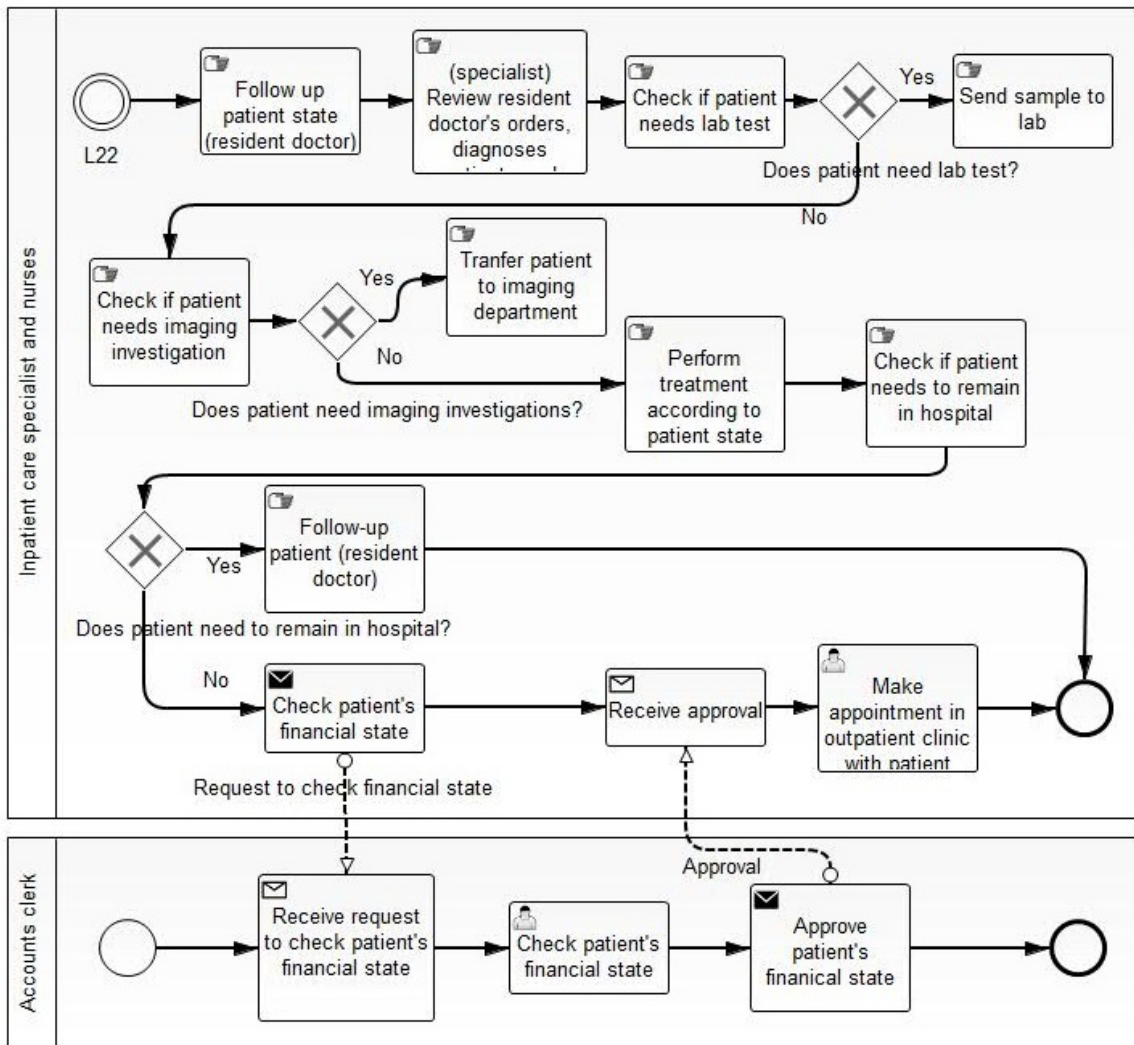 Inpatient care specialist and nurses
L22
Follow up
patient state
(resident doctor)
(specialist)
Review resident
doctor's orders,
diagnoses
Check if patient
needs lab test
Does patient need lab test?
Yes
No
Send sample to
lab
Check if patient
needs imaging
investigation
Does patient need imaging investigations?
Yes
No
Tranfer patient
to imaging
department
Perform
treatment
according to
patient state
Check if patient
needs to remain
in hospital
Does patient need to remain in hospital?
Yes
No
Follow-up
patient (resident
doctor)
Check patient's
financial state
Request to check financial state
Receive approval
Make
appointment in
outpatient clinic
with patient
Accounts clerk
Receive request
to check patient's
financial state
Check patient's
financial state
Approval
Approve
patient's
finanical state